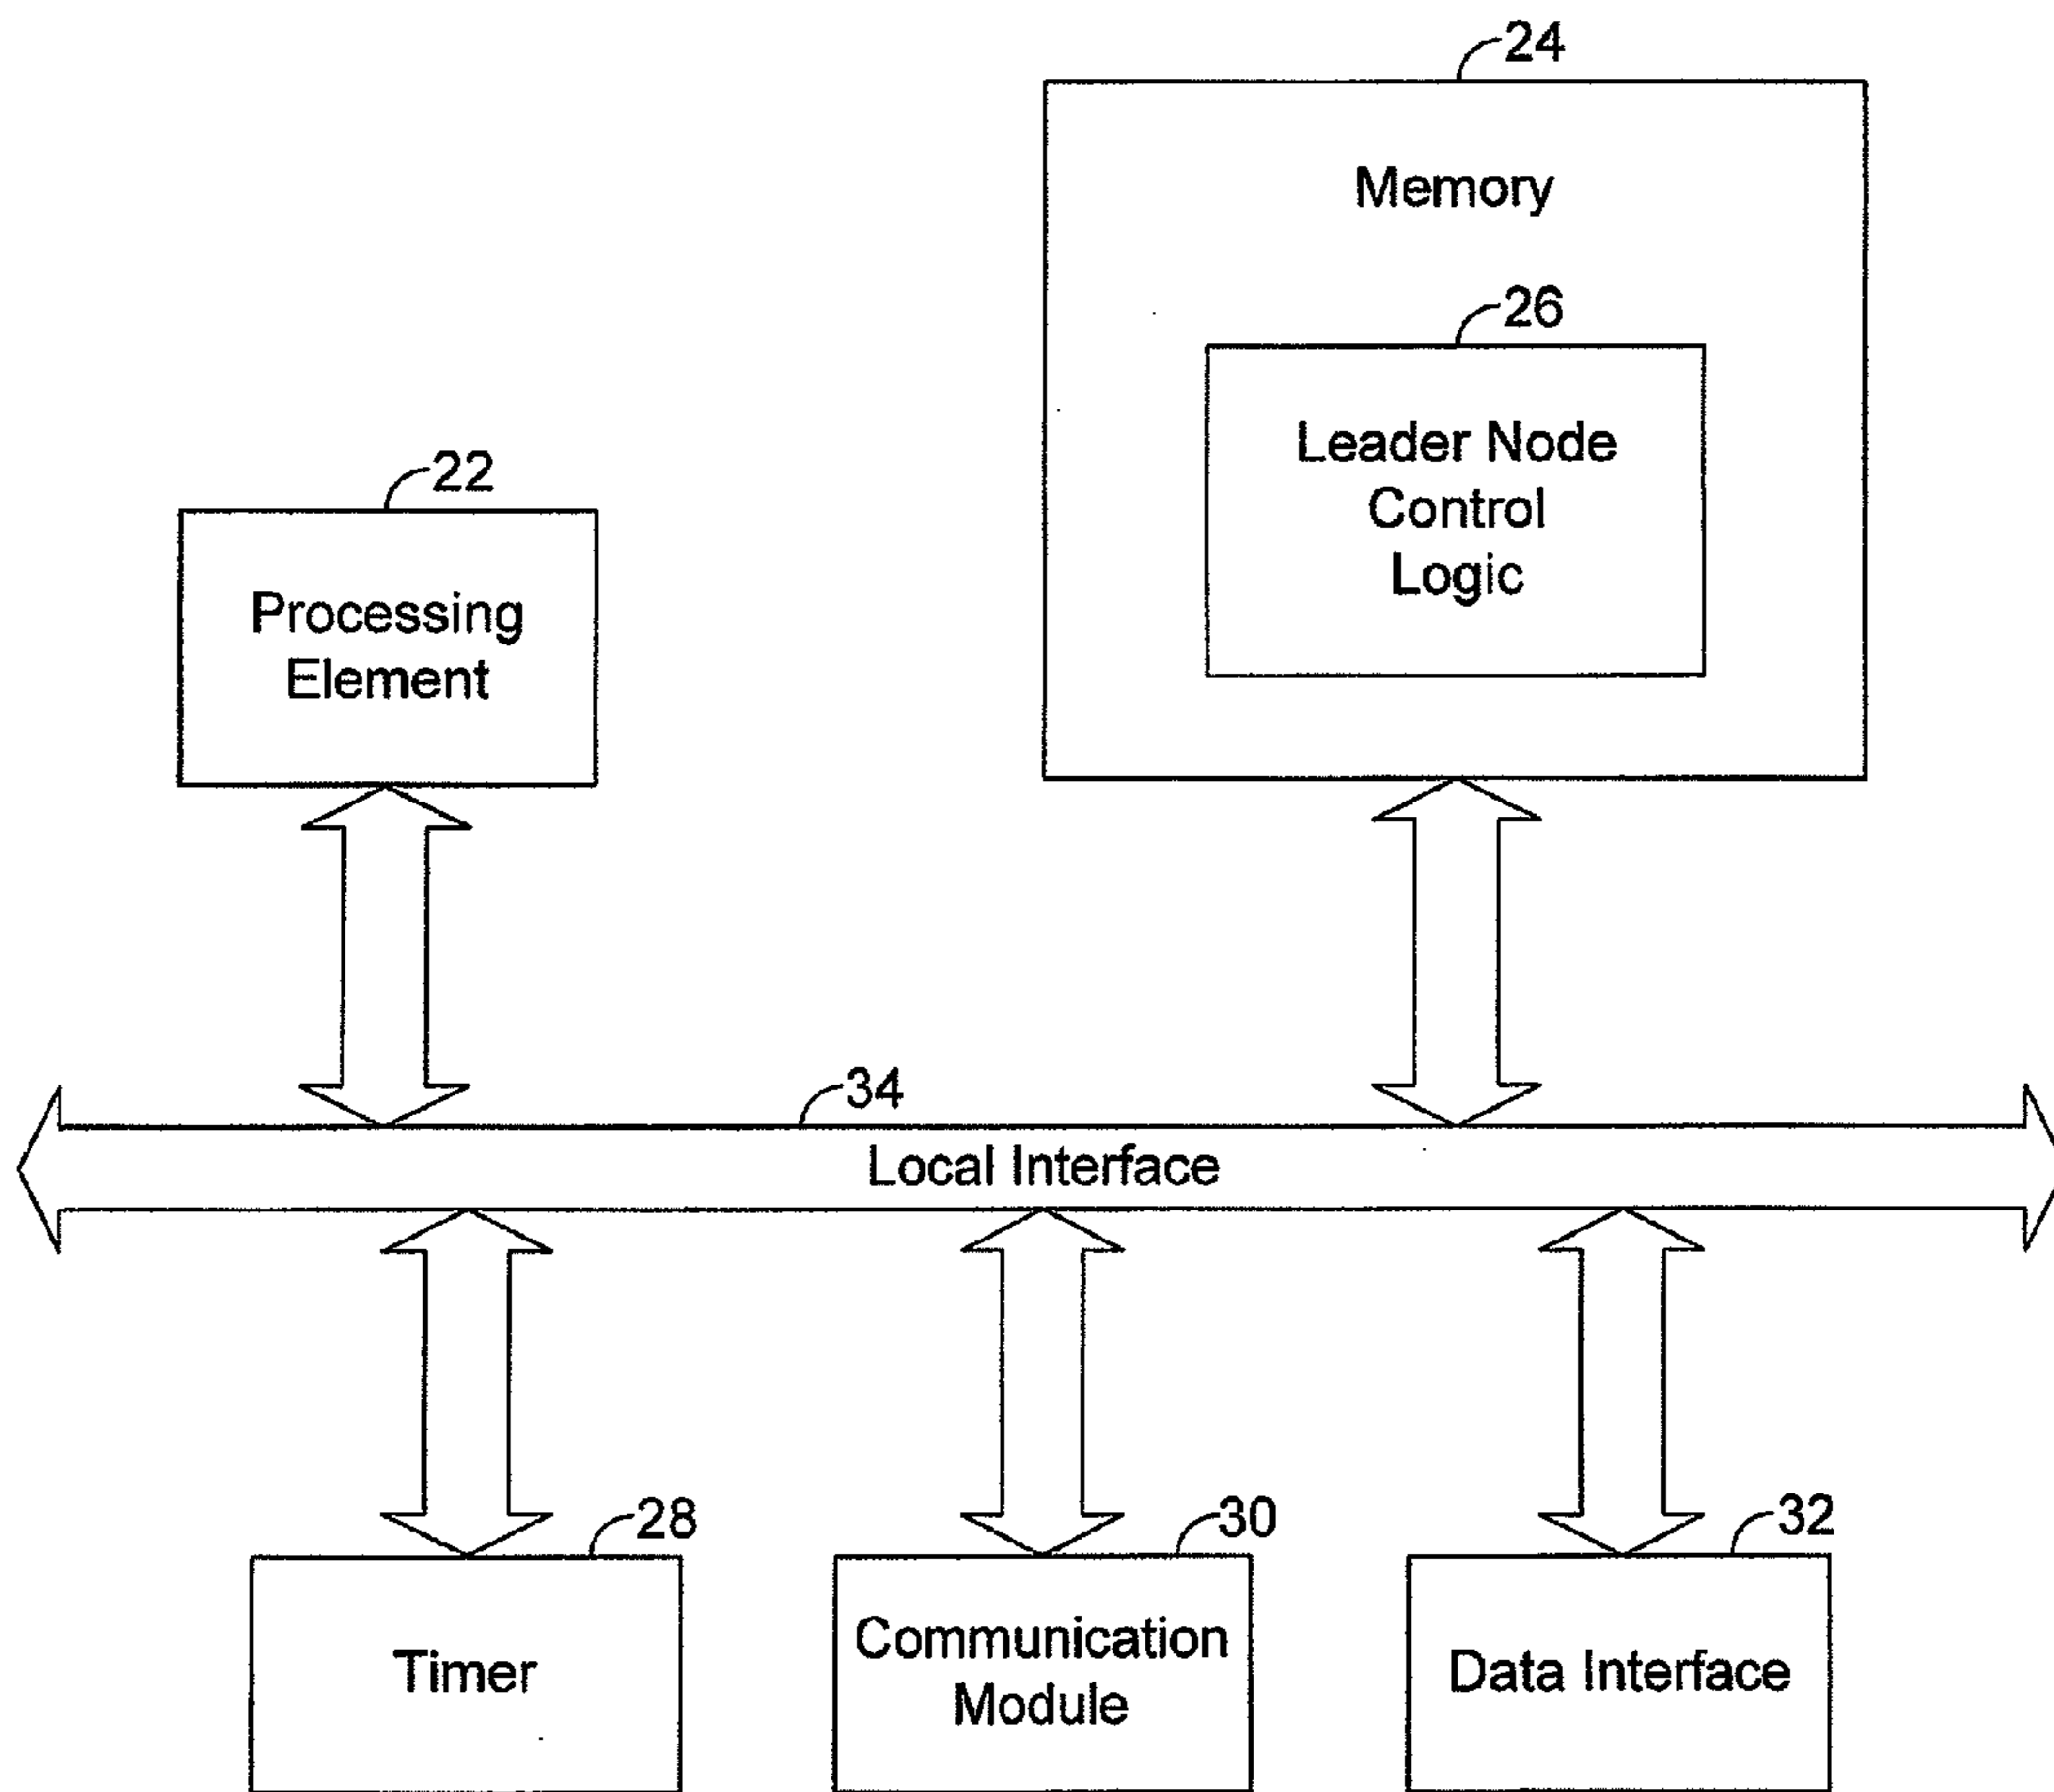 24
Memory
26
Leader Node
Control
Logic
22
Processing
Element
34
Local Interface
28
Timer
30
Communication
Module
32
Data Interface